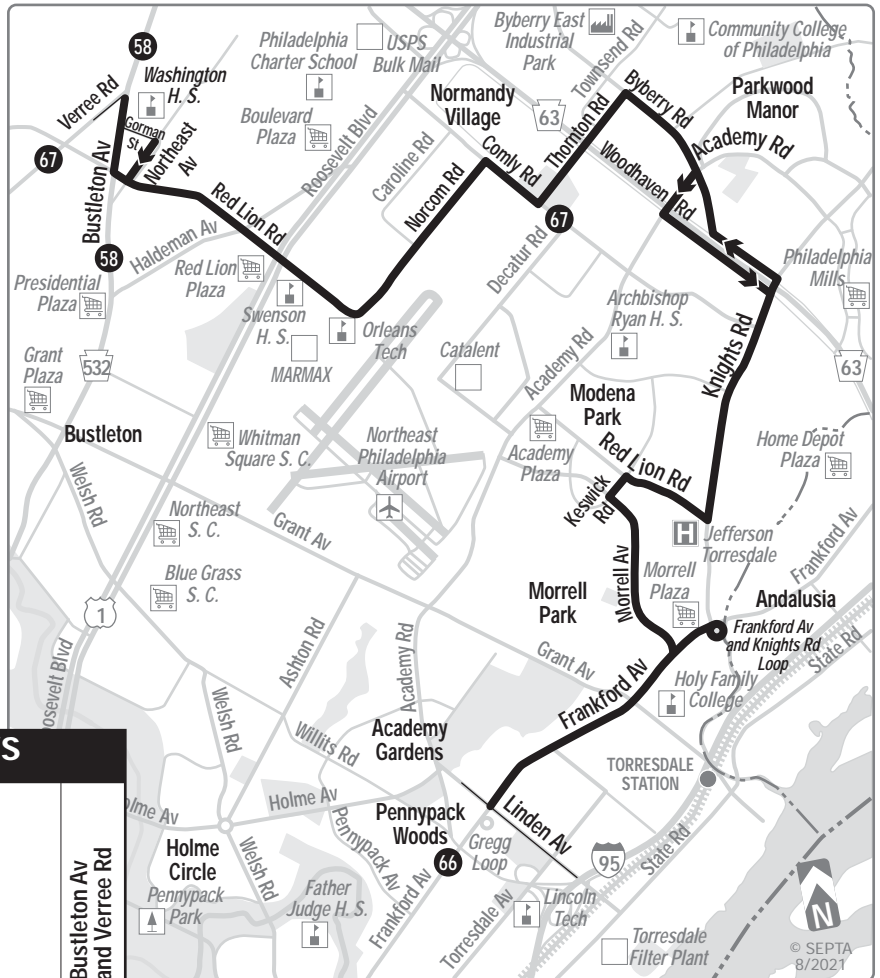 58
Verree Rd
Washington
H. S.
Gorman
St
Northeast
Av
67
Bustleton Av
58
Haldeman Av
Red Lion Rd
Philadelphia
Charter School
USPS
Bulk Mail
Boulevard
Plaza
Roosevelt Blvd
Caroline Rd
Normandy
Village
Norcom Rd
Comly Rd
67
Byberry East
Industrial
Park
63
Townsend Rd
Thornton Rd
Byberry Rd
Woodhaven Rd
Community College
of Philadelphia
Parkwood
Manor
Academy Rd
Philadelphia
Mills
63
Presidential
Plaza
Red Lion
Plaza
Swenson
H. S.
Orleans
Tech
MARMAX
Decatur Rd
Archbishop
Ryan H. S.
Knights Rd
Grant
Plaza
532
Catalent
Academy Rd
Modena
Park
Bustleton
Whitman
Square S. C.
Northeast
Philadelphia
Airport
Academy
Plaza
Red Lion Rd
Keswick
Rd
Home Depot
Plaza
Welsh Rd
Northeast
S. C.
Grant Av
H
Jefferson
Torresdale
Frankford Av
Blue Grass
S. C.
Morrell
Park
Morrell Av
Morrell
Plaza
Andalusia
Frankford Av
and Knights Rd
Loop
State Rd
1
oosevelt Blvd
Welsh Rd
Ashton Rd
Academy Rd
Grant Av
Frankford Av
Holy Family
College
Willits Rd
Academy
Gardens
TORRESDALE
STATION
S
olme Av
Holme Av
Pennypack
Woods
Linden Av
Pennypack Av
66
Gregg
Loop
95
State Rd
Holme
Circle
Welsh Rd
Pennypack
Park
Father
Judge H. S.
Frankford Av
Torresdale Av
Lincoln
Tech
Torresdale
Filter Plant
Bustleton Av
and Verree Rd
N
© SEPTA
8/2021